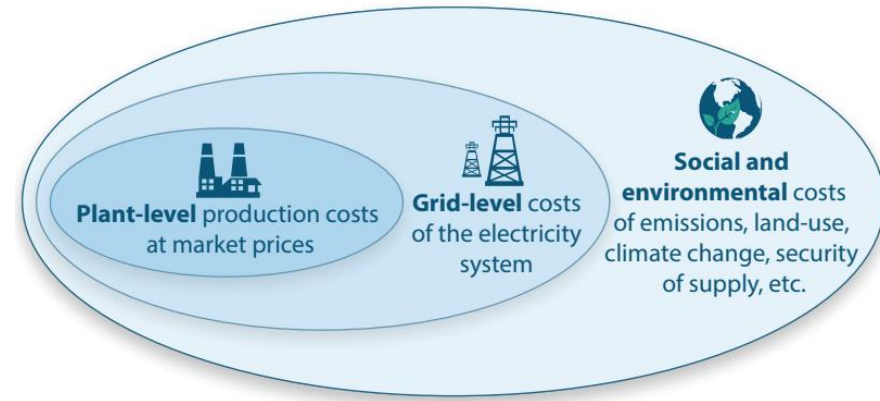 Plant-level production costs
at market prices
Grid-level costs
of the electricity
system
Social and
environmental costs
of emissions, land-use,
climate change, security
of supply, etc.